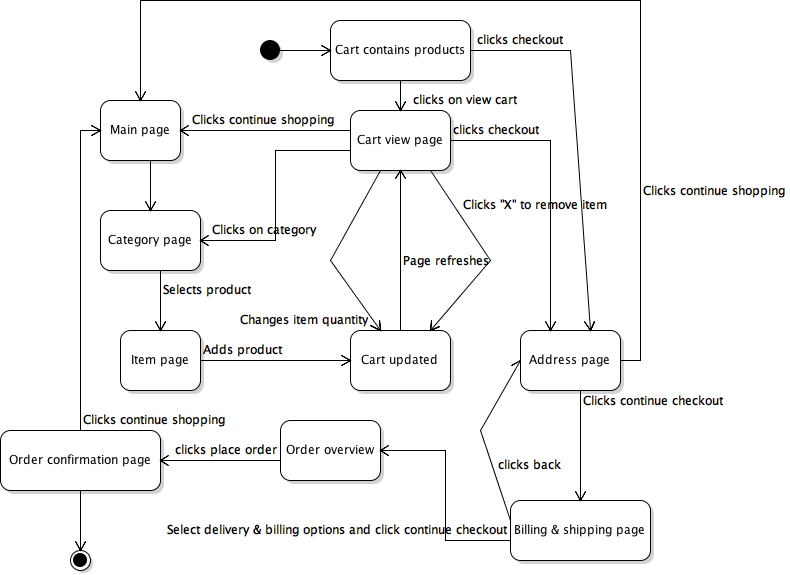 Cart contains products
clicks checkout
clicks on view cart
Main page
Clicks continue shopping
Cart view page
clicks checkout
Clicks continue shopping
Clicks "X" to remove item
Category page
Clicks on category
Page refreshes
Selects product
Changes item quantity
Item page
Adds product
Cart updated
Address page
Clicks continue checkout
Clicks continue shopping
Order confirmation page
clicks place order
Order overview
clicks back
Select delivery & billing options and click continue checkout
Billing & shipping page